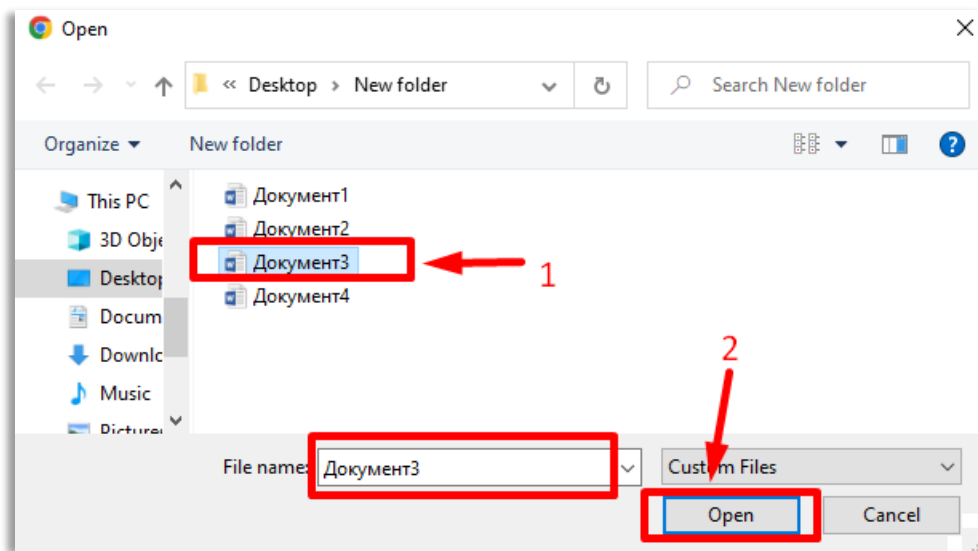 Open
« Desktop > New folder
Search New folder
Organize
New folder
This PC
3D Obje
Desktop
Docum
Downlo
Music
Pictures
Документ1
Документ2
Документ3
Документ4
1
2
File name:
Документ3
Custom Files
Open
Cancel